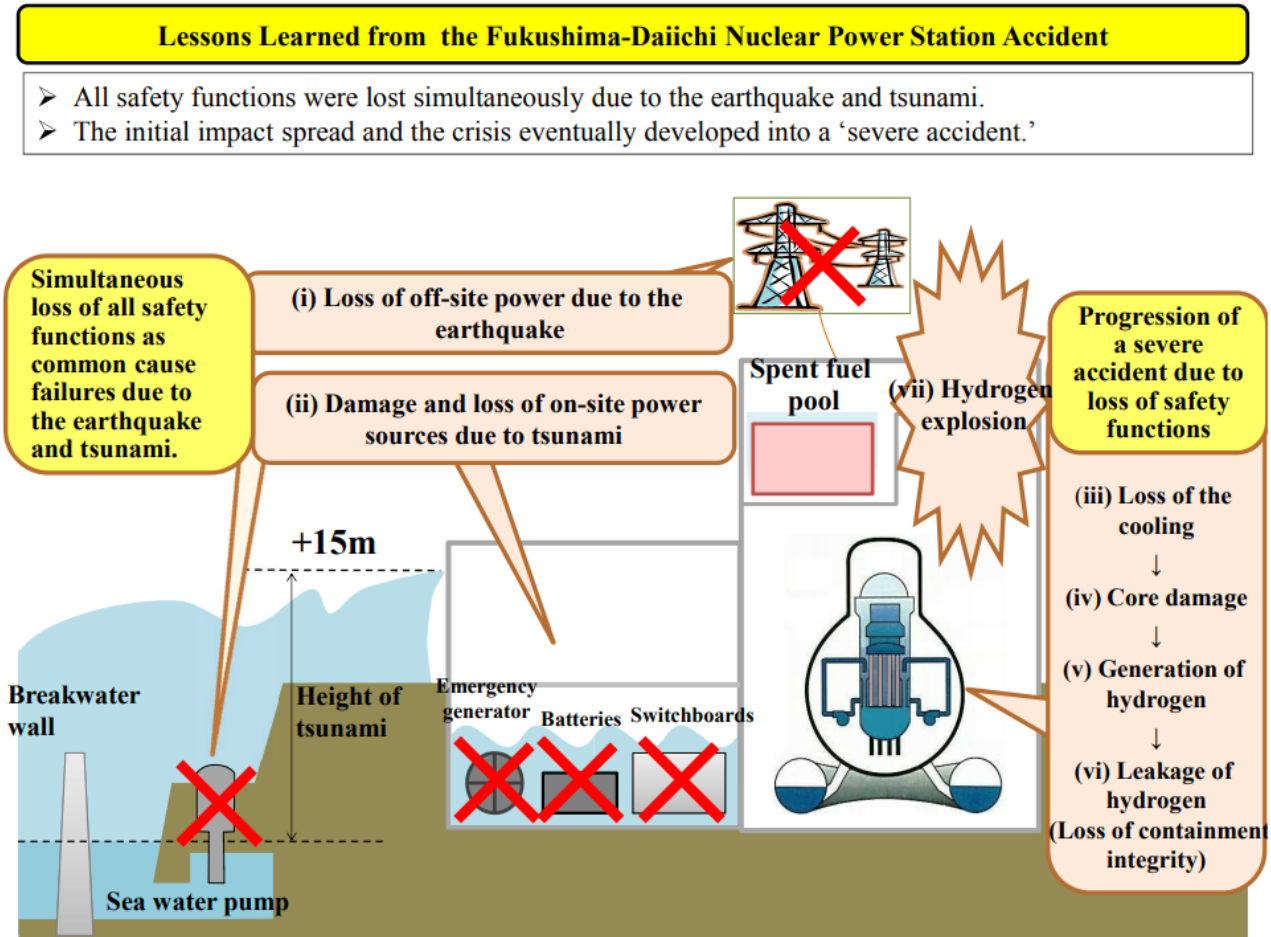 Lessons Learned from the Fukushima-Daiichi Nuclear Power Station Accident
➢ All safety functions were lost simultaneously due to the earthquake and tsunami.
➢ The initial impact spread and the crisis eventually developed into a ‘severe accident.’
Simultaneous
loss of all safety
functions as
common cause
failures due to
the earthquake
and tsunami.
(i) Loss of off-site power due to the
earthquake
(ii) Damage and loss of on-site power
sources due to tsunami
Spent fuel
pool
(vii) Hydrogen
explosion
Progression of
a severe
accident due to
loss of safety
functions
(iii) Loss of the
cooling
↓
(iv) Core damage
↓
(v) Generation of
hydrogen
↓
(vi) Leakage of
hydrogen
(Loss of containment
integrity)
+15m
Height of
tsunami
Breakwater
wall
Emergency
generator
Batteries
Switchboards
Sea water pump